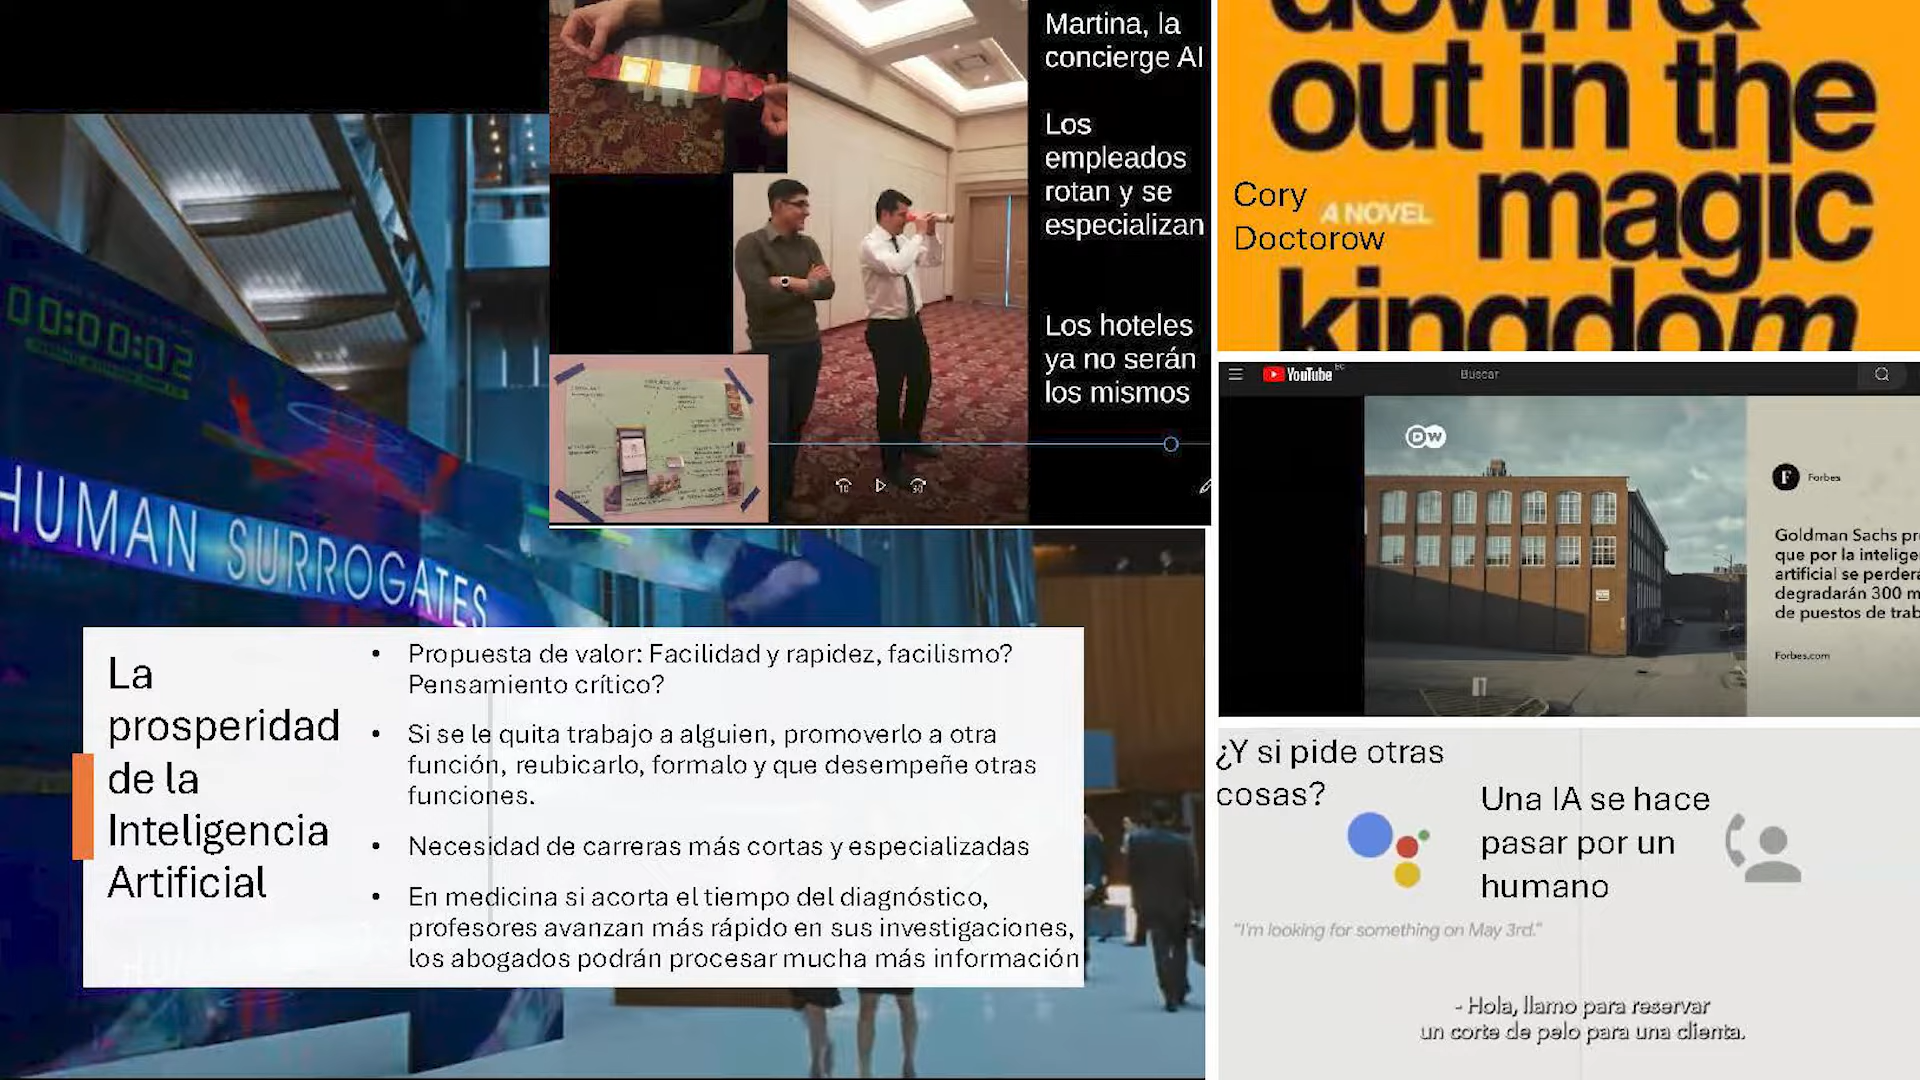 00:00:02
HUMAN SURROGATES
Martina, la
concierge AI
Los
empleados
rotan y se
especializan
Los hoteles
ya no serán
los mismos
10
30
down &
out in the
magic
kingdom
A NOVEL
Cory
Doctorow
YouTube EC
Buscar
DW
F Forbes
Goldman Sachs pr
que por la intelige
artificial se perderá
degradarán 300 m
de puestos de trab
Forbes.com
La
prosperidad
de la
Inteligencia
Artificial
• Propuesta de valor: Facilidad y rapidez, facilismo?
Pensamiento crítico?
• Si se le quita trabajo a alguien, promoverlo a otra
función, reubicarlo, formalo y que desempeñe otras
funciones.
• Necesidad de carreras más cortas y especializadas
• En medicina si acorta el tiempo del diagnóstico,
profesores avanzan más rápido en sus investigaciones,
los abogados podrán procesar mucha más información
¿Y si pide otras
cosas?
Una IA se hace
pasar por un
humano
"I'm looking for something on May 3rd."
- Hola, llamo para reservar
un corte de pelo para una clienta.